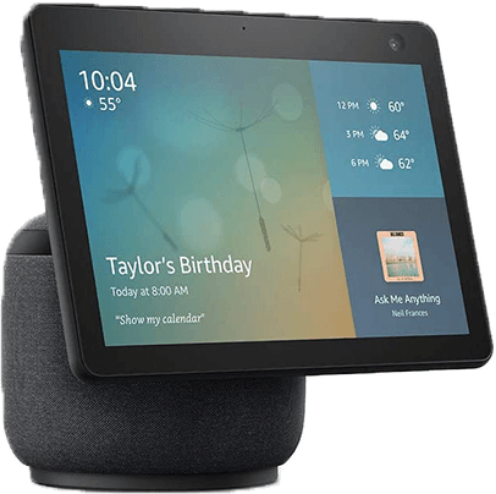 10:04
55°
Taylor's Birthday
Today at 8:00 AM
"Show my calendar"
12 PM 60°
3 PM 64°
6 PM 62°
Ask Me Anything
Neil Frances